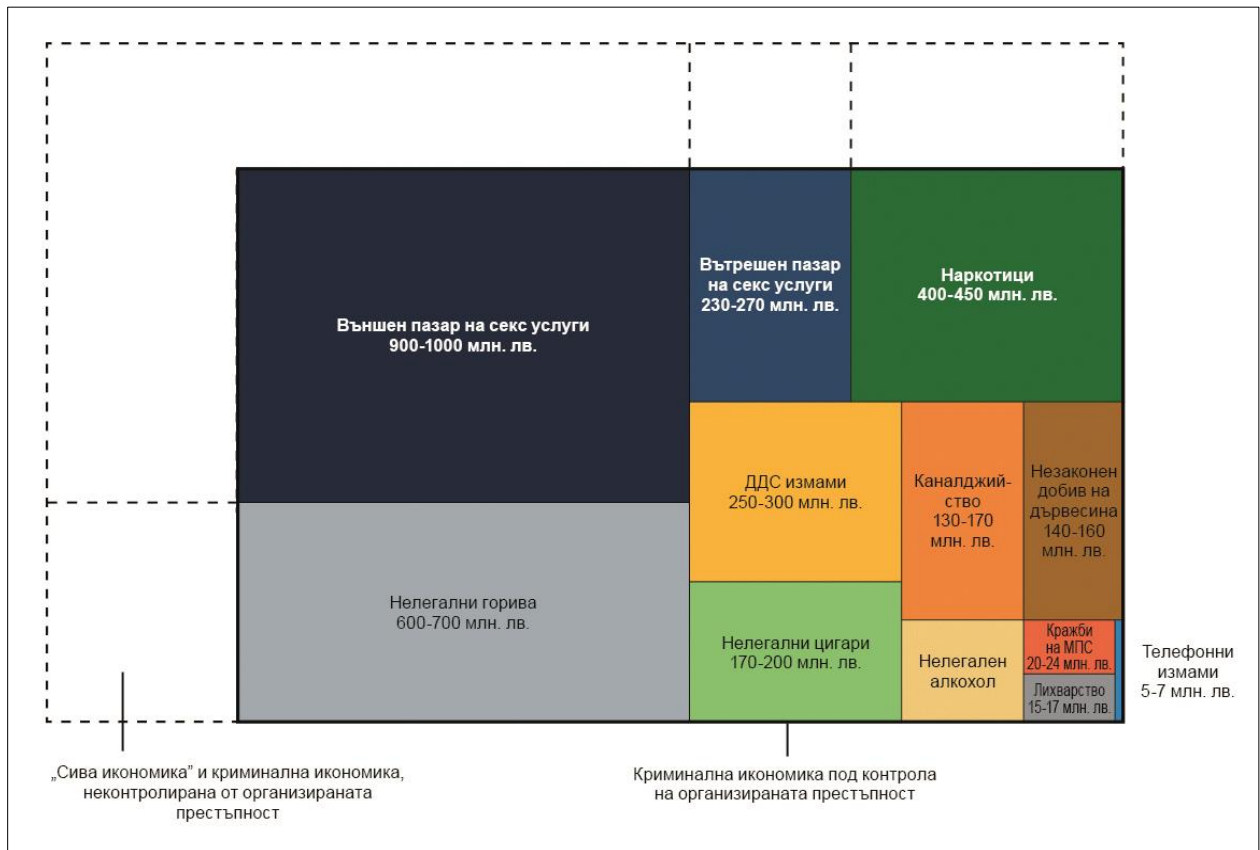 Външен пазар на секс услуги
900-1000 млн. лв.
Вътрешен пазар
на секс услуги
230-270 млн. лв.
Наркотици
400-450 млн. лв.
Нелегални горива
600-700 млн. лв.
ДДС измами
250-300 млн. лв.
Каналджий-
ство
130-170
млн. лв.
Незаконен
добив на
дървесина
140-160
млн. лв.
Нелегални цигари
170-200 млн. лв.
Нелегален
алкохол
Кражби
на МПС
20-24 млн. лв.
Лихварство
15-17 млн. лв.
Телефонни
измами
5-7 млн. лв.
„Сива икономика” и криминална икономика,
неконтролирана от организираната
престъпност
Криминална икономика под контрола
на организираната престъпност